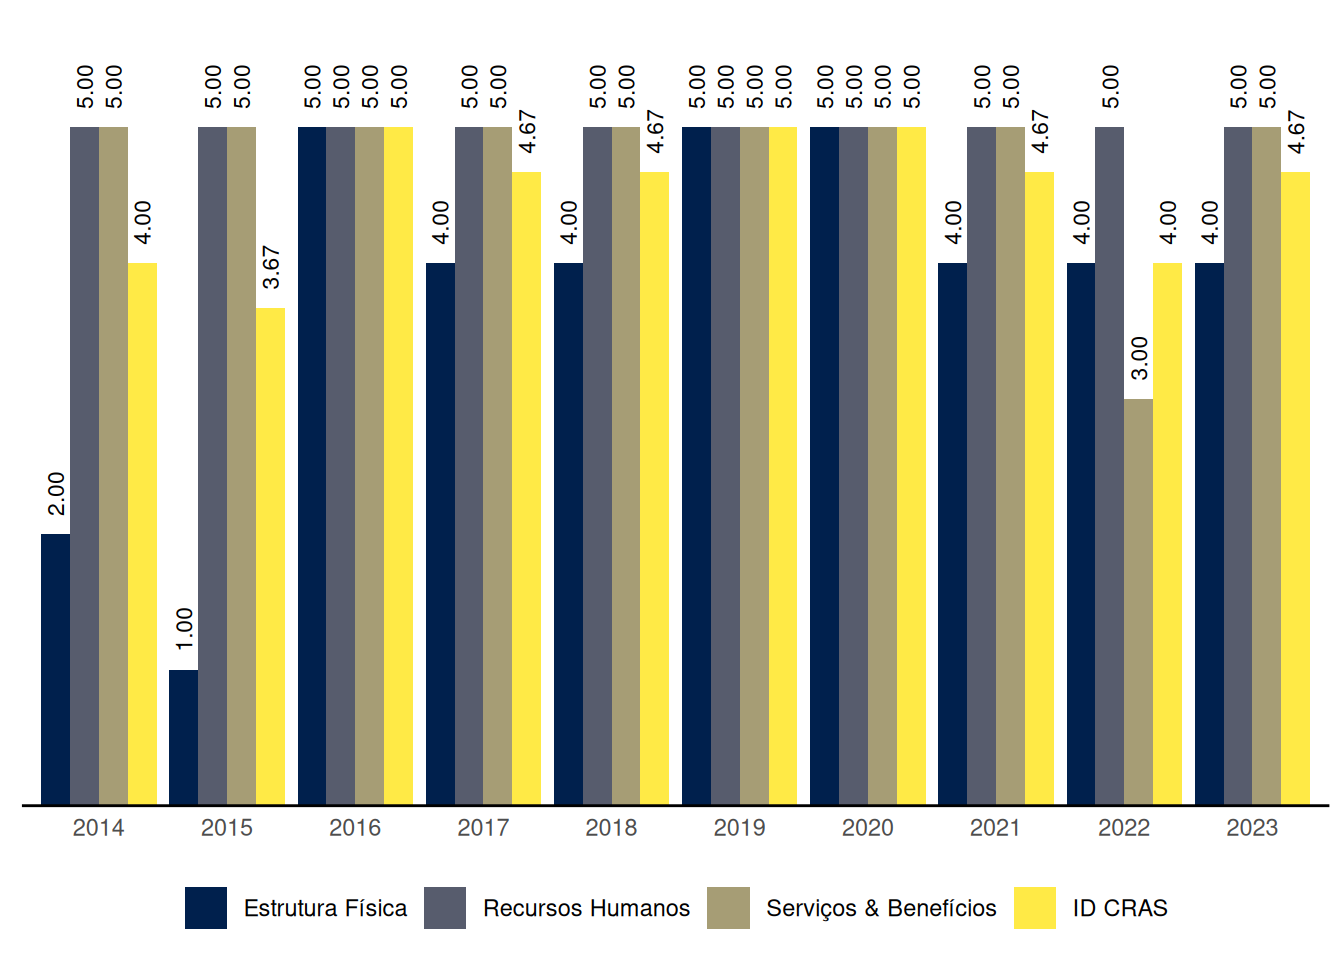 5.00 5.00 5.00 5.00 5.00 5.00 5.00 5.00 5.00 5.00 5.00 5.00 5.00 5.00 5.00 5.00 5.00 5.00 5.00 5.00 5.00 5.00 5.00 5.00 5.00
4.67 4.67 4.67 4.67
4.00 4.00 4.00 4.00 4.00 4.00 4.00
3.67
3.00
2.00
1.00
2014 2015 2016 2017 2018 2019 2020 2021 2022 2023
Estrutura Física Recursos Humanos Serviços & Benefícios ID CRAS